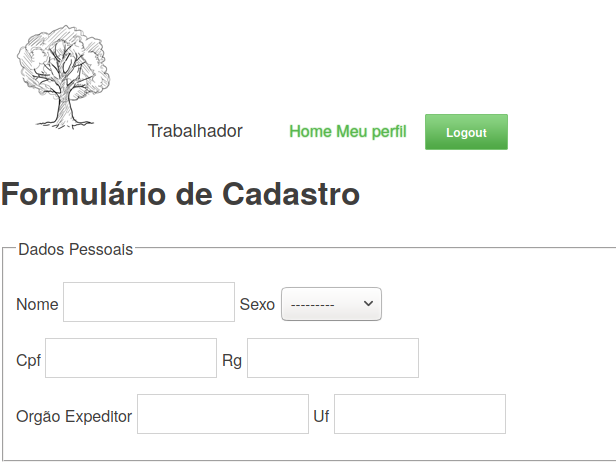 Trabalhador Home Meu perfil Logout
Formulário de Cadastro
Dados Pessoais
Nome Sexo ---------
Cpf Rg
Orgão Expeditor Uf